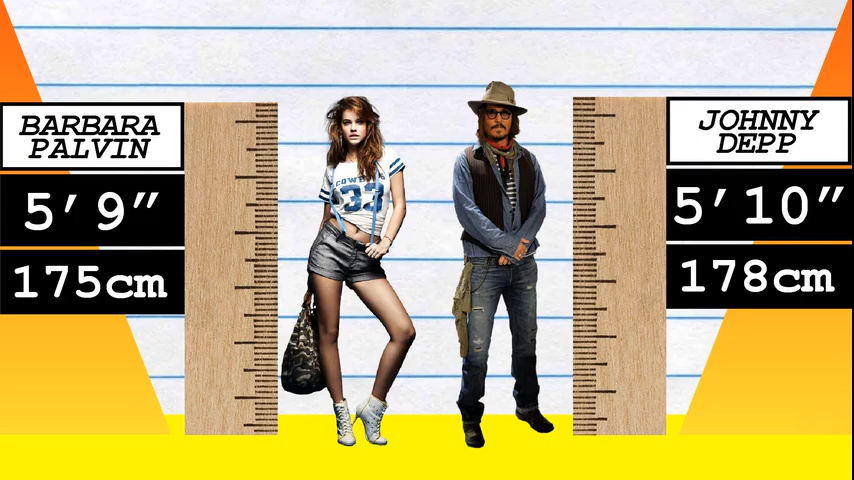 BARBARA
PALVIN
5'9"
175cm
COWBOYS
33
JOHNNY
DEPP
5'10"
178cm